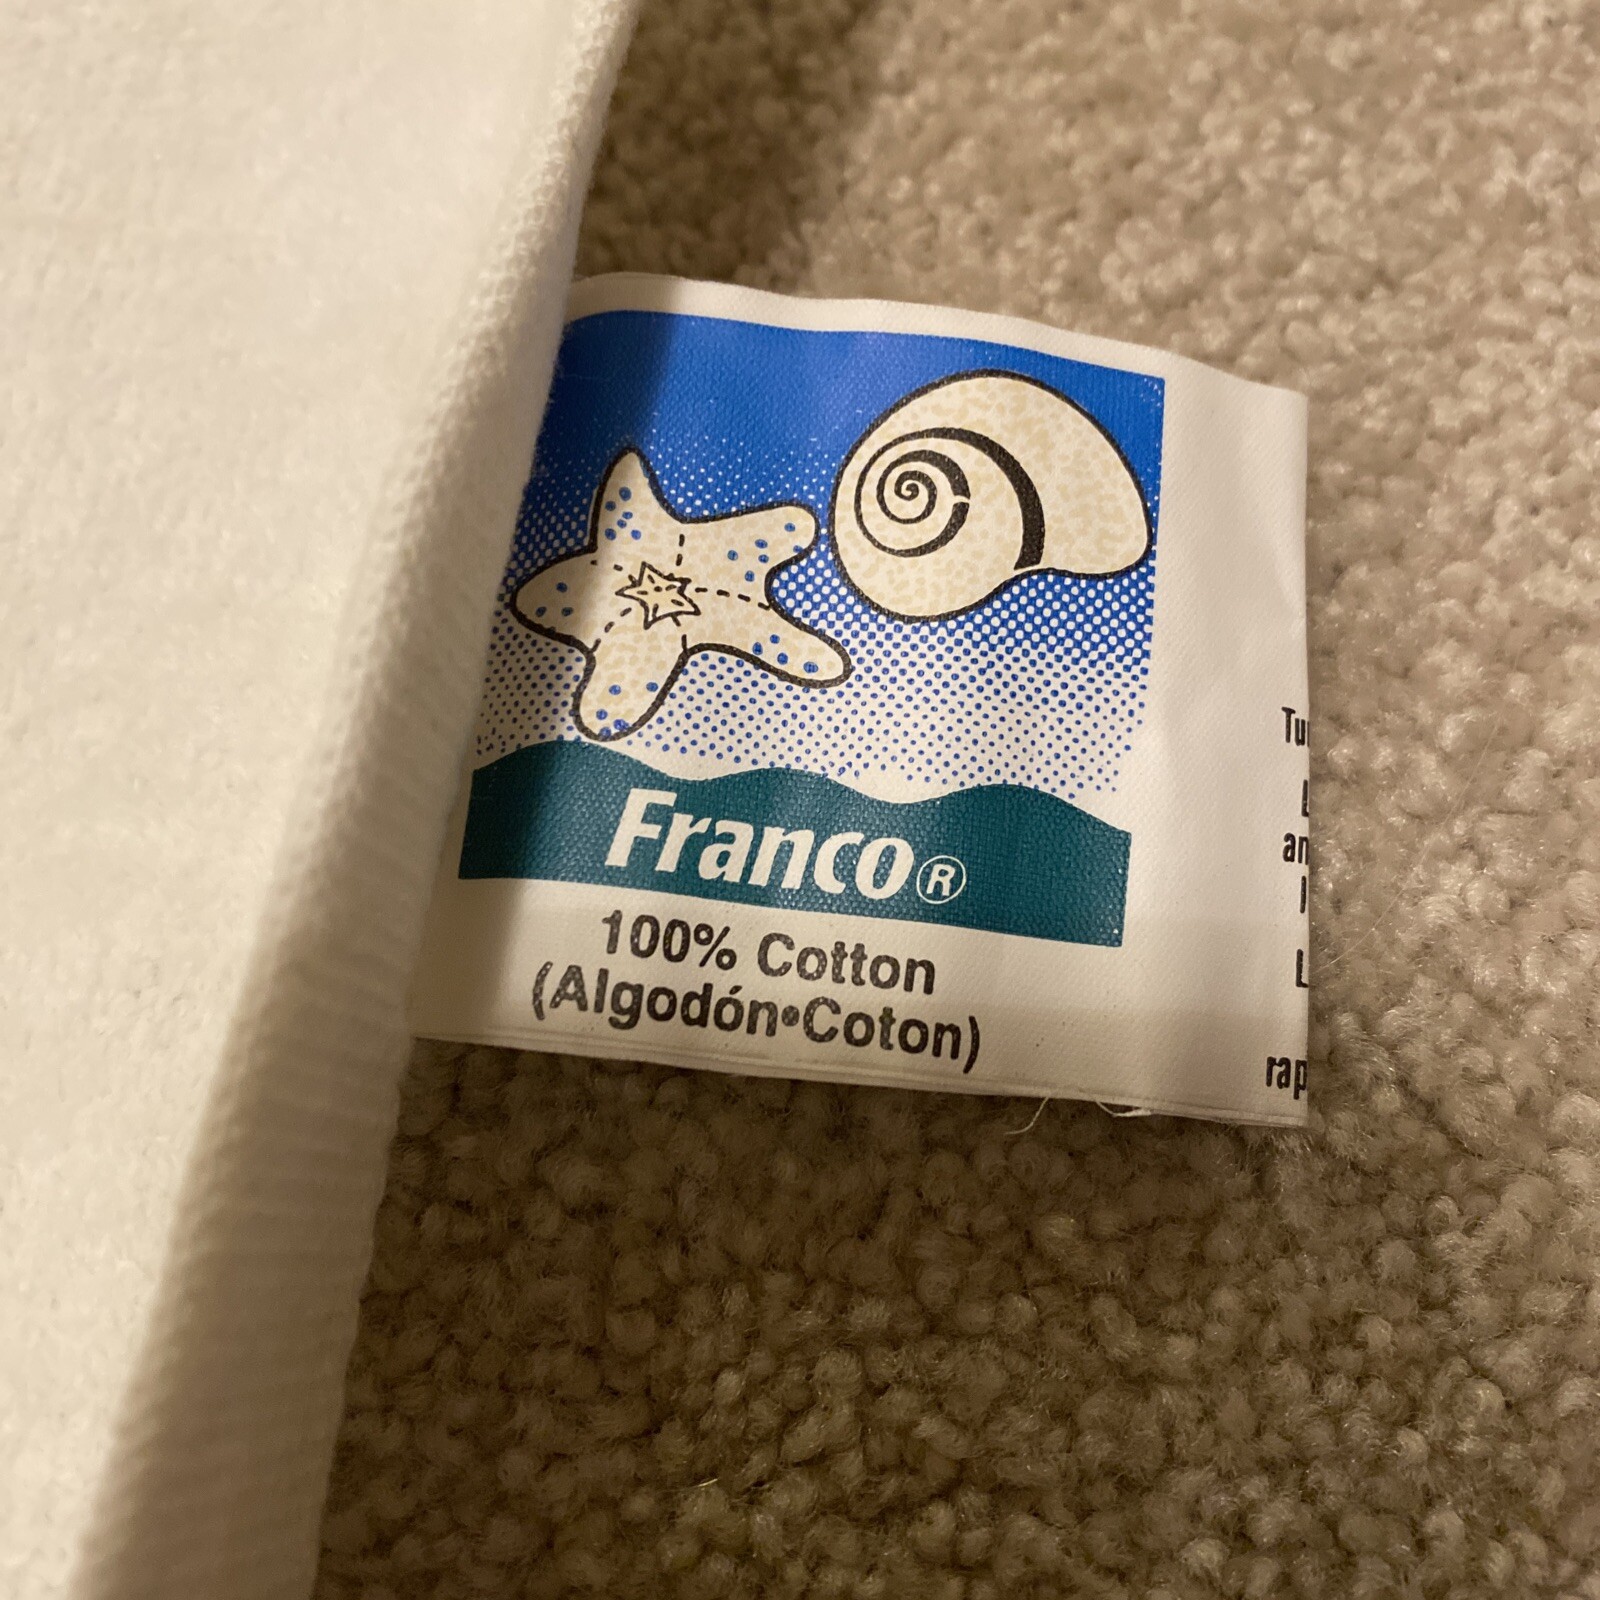 Franco®
100% Cotton
(Algodón•Coton)